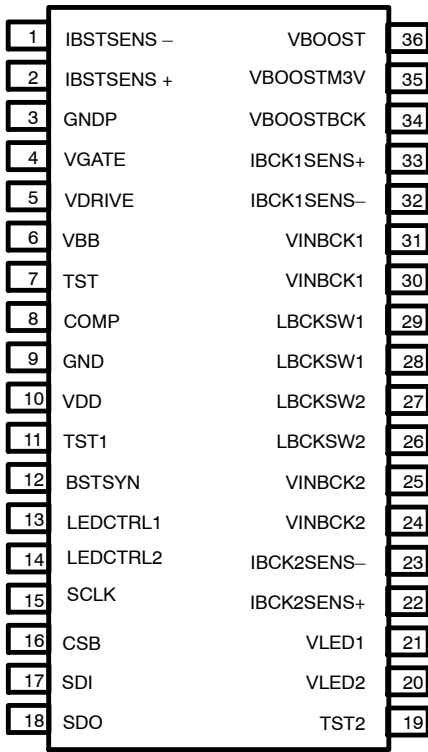 1 IBSTSENS – VBOOST 36
2 IBSTSENS + VBOOSTM3V 35
3 GNDP VBOOSTBCK 34
4 VGATE IBCK1SENS+ 33
5 VDRIVE IBCK1SENS– 32
6 VBB VINBCK1 31
7 TST VINBCK1 30
8 COMP LBCKSW1 29
9 GND LBCKSW1 28
10 VDD LBCKSW2 27
11 TST1 LBCKSW2 26
12 BSTSYN VINBCK2 25
13 LEDCTRL1 VINBCK2 24
14 LEDCTRL2 IBCK2SENS– 23
15 SCLK IBCK2SENS+ 22
16 CSB VLED1 21
17 SDI VLED2 20
18 SDO TST2 19